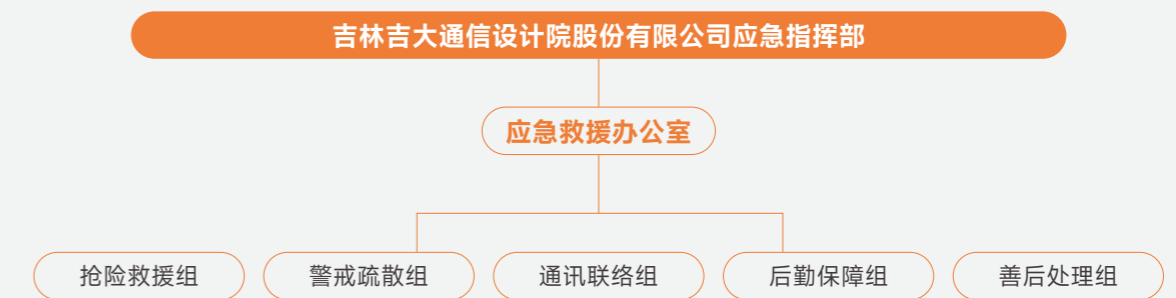 吉林吉大通信设计院股份有限公司应急指挥部
应急救援办公室
抢险救援组
警戒疏散组
通讯联络组
后勤保障组
善后处理组